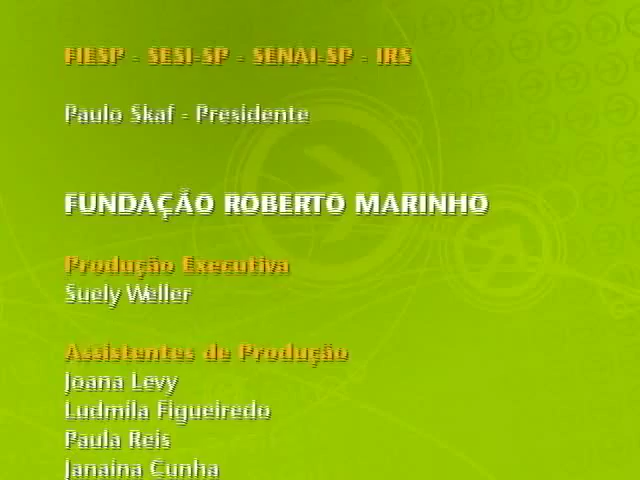 FIESP - SESI-SP - SENAI-SP - IRS
Paulo Skaf - Presidente
FUNDAÇÃO ROBERTO MARINHO
Produção Executiva
Suely Weller
Assistentes de Produção
Joana Levy
Ludmila Figueiredo
Paula Reis
Janaina Cunha